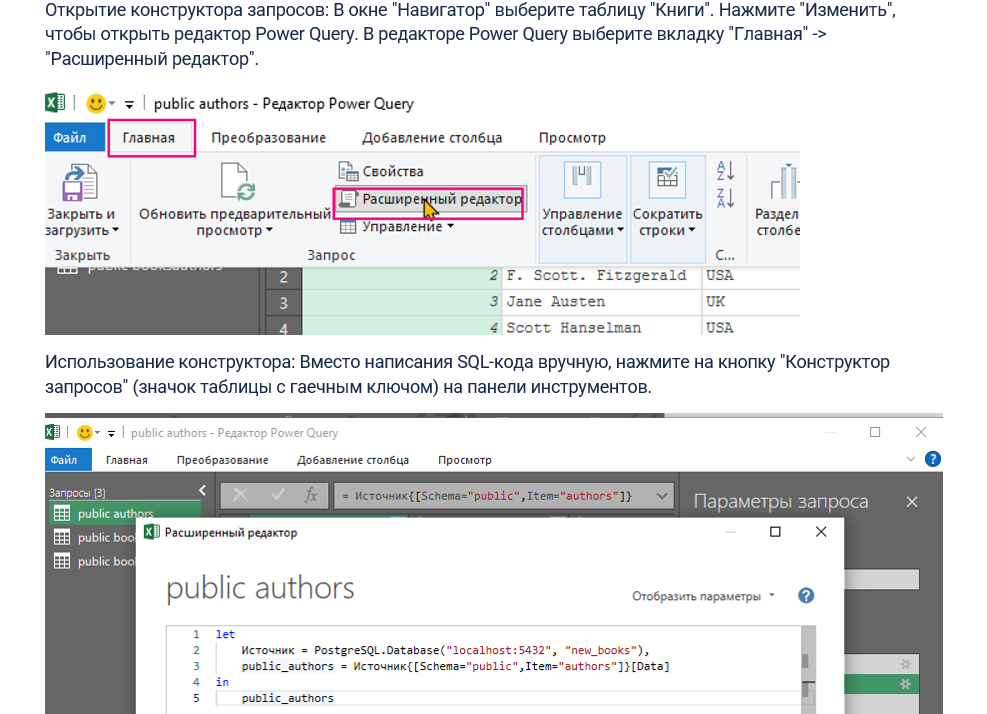 Открытие конструктора запросов: В окне "Навигатор" выберите таблицу "Книги". Нажмите "Изменить",
чтобы открыть редактор Power Query. В редакторе Power Query выберите вкладку "Главная" ->
"Расширенный редактор".
public authors - Редактор Power Query
Файл Главная Преобразование Добавление столбца Просмотр
Закрыть и
загрузить
Закрыть
Обновить предварительный
просмотр
Свойства
Расширенный редактор
Управление
Запрос
Управление
столбцами
Сократить
строки
С...
Раздел
столбе
public booksauthors
2 2 F. Scott. Fitzgerald USA
3 3 Jane Austen UK
4 4 Scott Hanselman USA
Использование конструктора: Вместо написания SQL-кода вручную, нажмите на кнопку "Конструктор
запросов" (значок таблицы с гаечным ключом) на панели инструментов.
public authors - Редактор Power Query
Файл Главная Преобразование Добавление столбца Просмотр
Запросы [3]
fx = Источник{[Schema="public",Item="authors"]}
Параметры запроса
public authors
public boo
public boo
Расширенный редактор
public authors
Отобразить параметры
1 let
2 Источник = PostgreSQL.Database("localhost:5432", "new_books"),
3 public_authors = Источник{[Schema="public",Item="authors"]}[Data]
4 in
5 public_authors